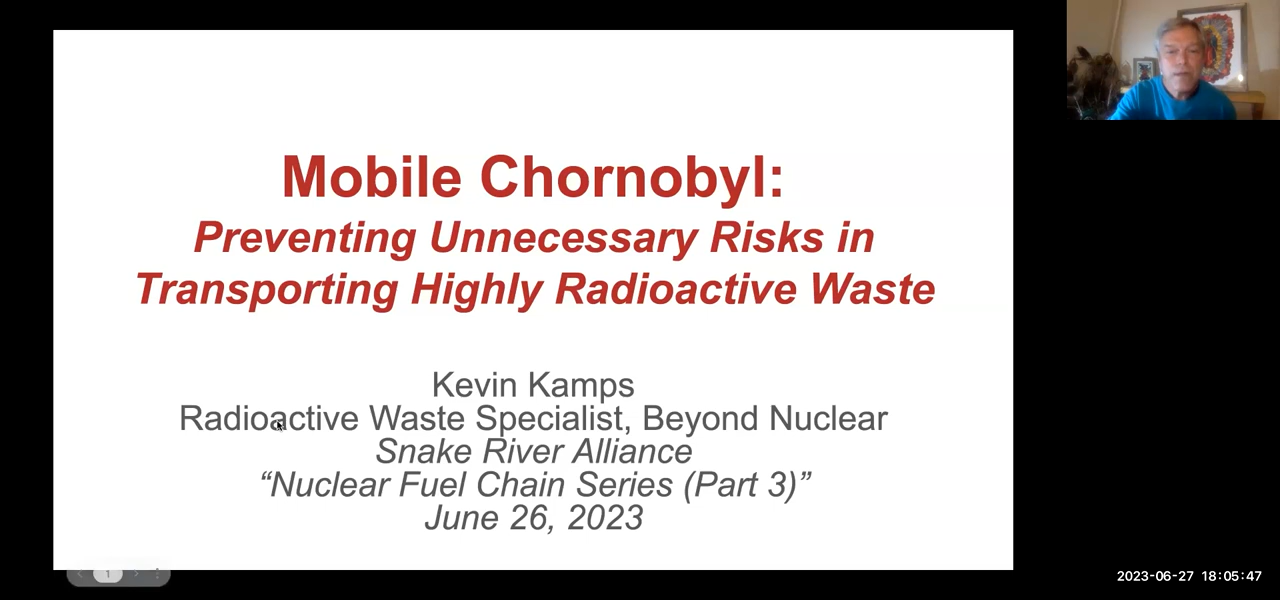 Mobile Chornobyl:
Preventing Unnecessary Risks in
Transporting Highly Radioactive Waste
Kevin Kamps
Radioactive Waste Specialist, Beyond Nuclear
Snake River Alliance
“Nuclear Fuel Chain Series (Part 3)”
June 26, 2023
1
2023-06-27 18:05:47